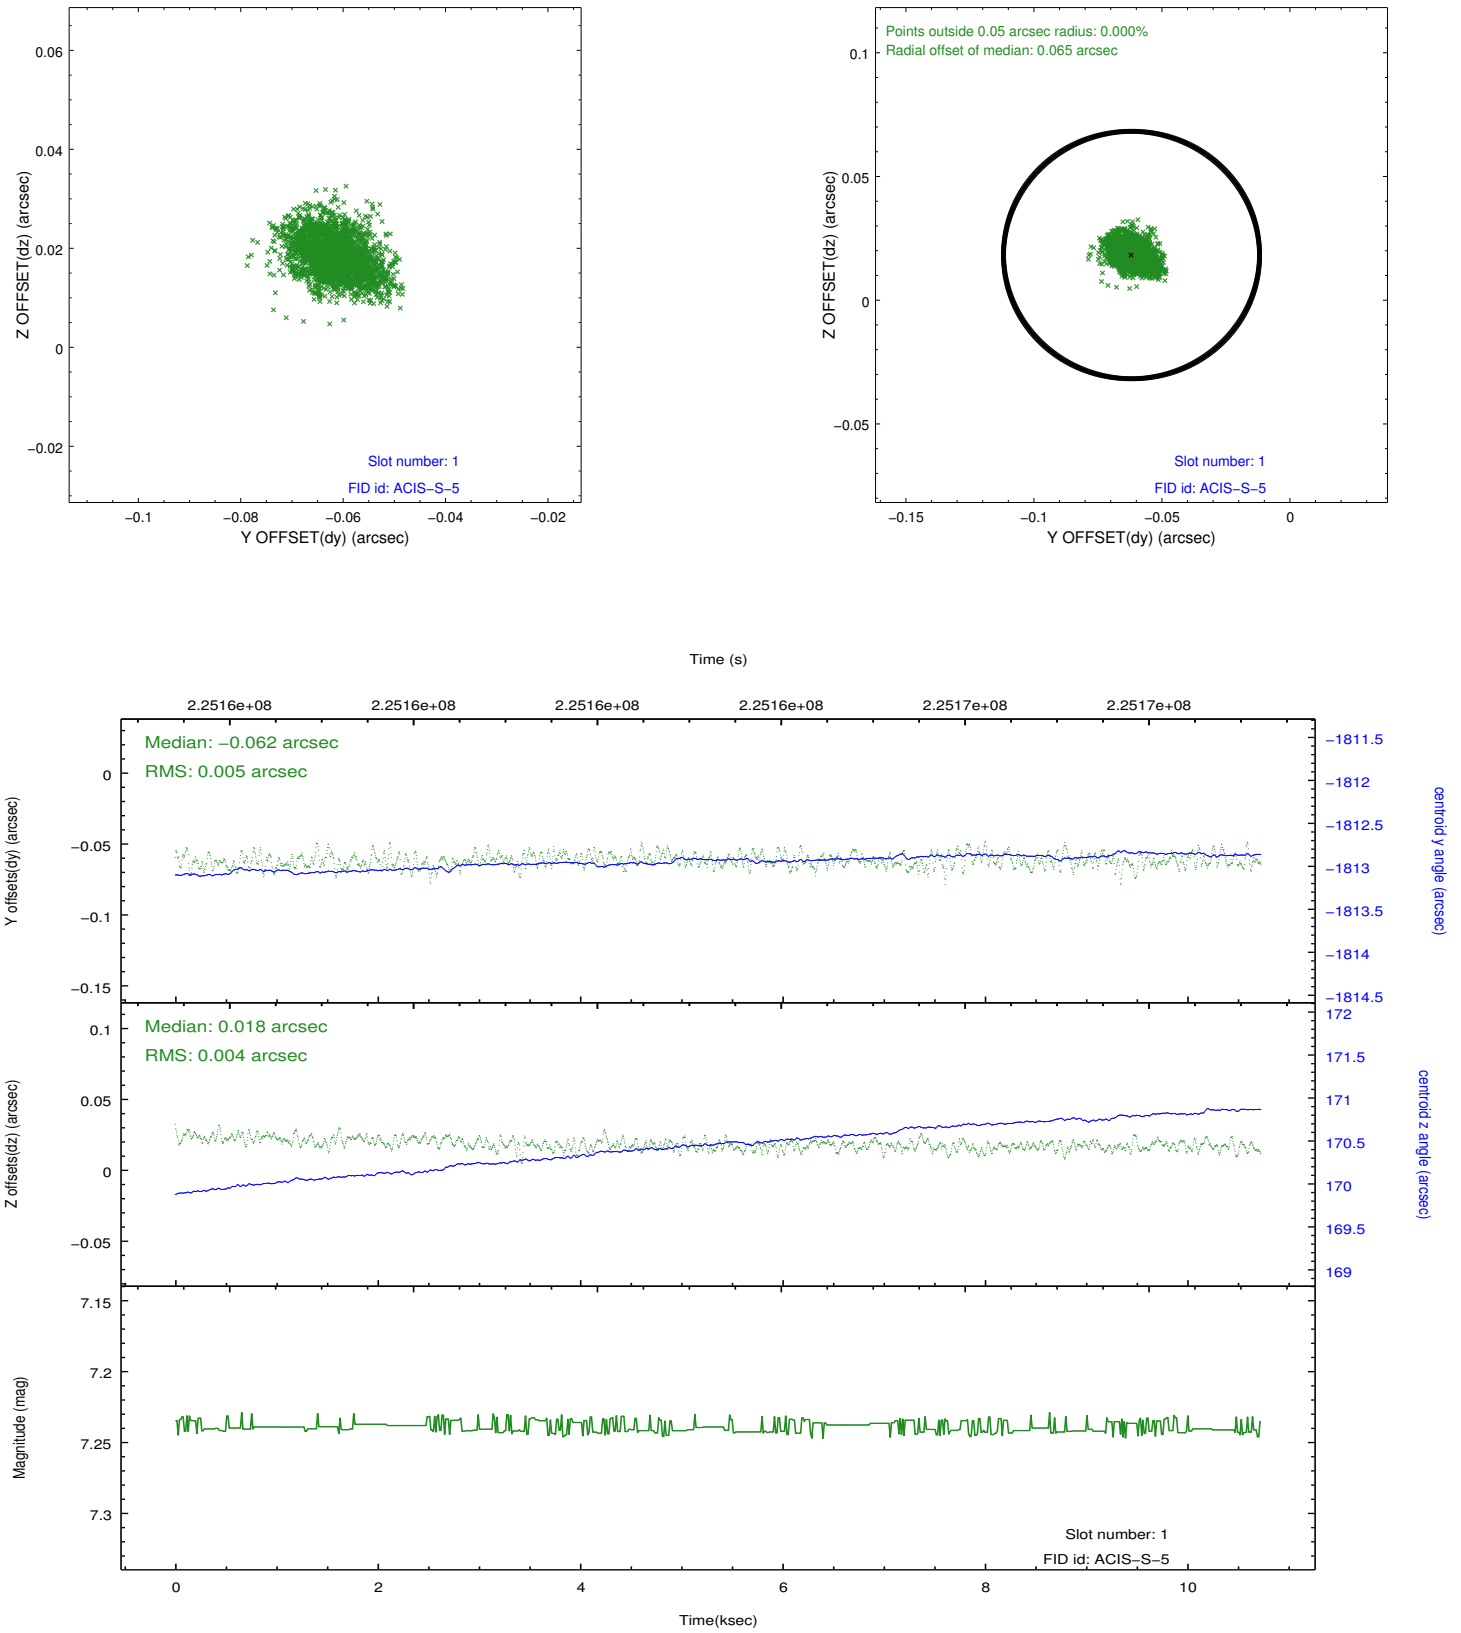 0.06
0.04
0.02
0
−0.02
Z OFFSET(dz) (arcsec)
Slot number: 1
FID id: ACIS−S−5
−0.1
−0.08
−0.06
−0.04
−0.02
Y OFFSET(dy) (arcsec)
Points outside 0.05 arcsec radius: 0.000%
Radial offset of median: 0.065 arcsec
0.1
0.05
0
−0.05
Z OFFSET(dz) (arcsec)
Slot number: 1
FID id: ACIS−S−5
−0.15
−0.1
−0.05
0
Y OFFSET(dy) (arcsec)
Time (s)
2.2516e+08
2.2516e+08
2.2516e+08
2.2516e+08
2.2517e+08
2.2517e+08
Median: −0.062 arcsec
RMS: 0.005 arcsec
0
−0.05
−0.1
−0.15
Y offsets(dy) (arcsec)
−1811.5
−1812
−1812.5
−1813
−1813.5
−1814
−1814.5
centroid y angle (arcsec)
Median: 0.018 arcsec
RMS: 0.004 arcsec
0.1
0.05
0
−0.05
Z offsets(dz) (arcsec)
172
171.5
171
170.5
170
169.5
169
centroid z angle (arcsec)
7.15
7.2
7.25
7.3
Magnitude (mag)
Slot number: 1
FID id: ACIS−S−5
0
2
4
6
8
10
Time(ksec)